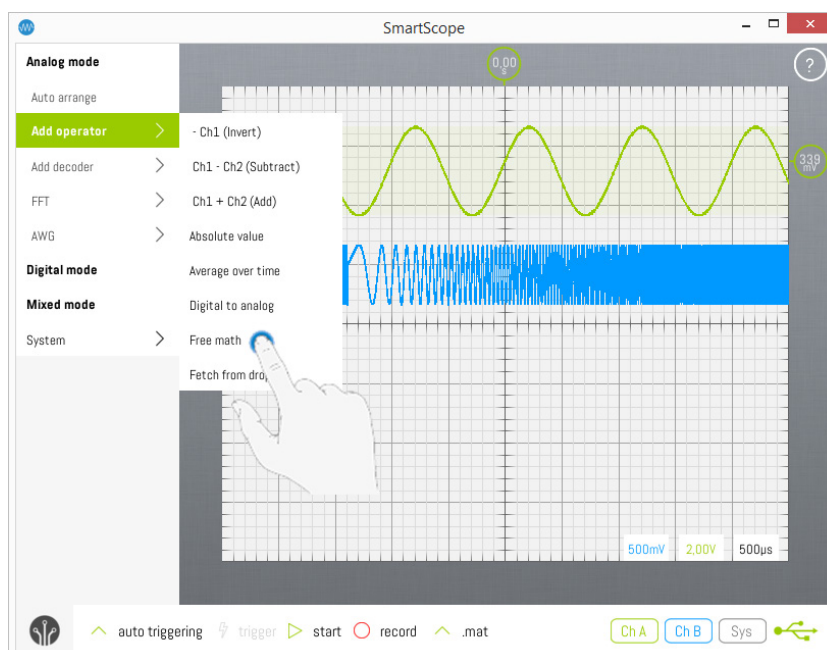 SmartScope
Analog mode
0,00
s
?
Auto arrange
Add operator
- Ch1 (Invert)
339
mV
Add decoder
Ch1 - Ch2 (Subtract)
FFT
Ch1 + Ch2 (Add)
AWG
Absolute value
Digital mode
Average over time
Mixed mode
Digital to analog
System
Free math
Fetch from
500mV
2,00V
500µs
auto triggering
trigger
start
record
.mat
Ch A
Ch B
Sys